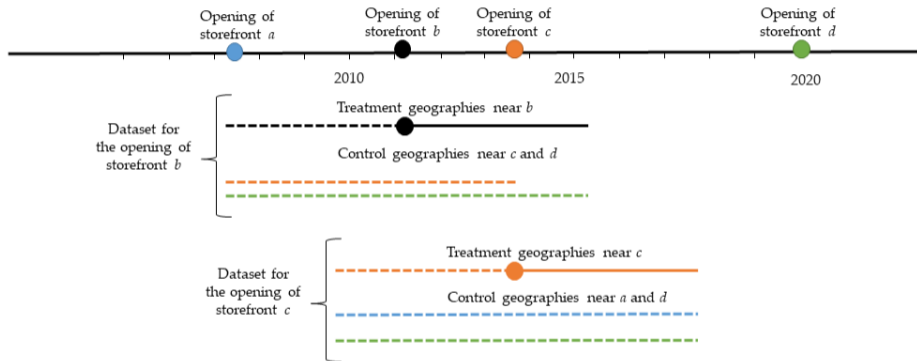 Opening of
storefront a
Opening of
storefront b
Opening of
storefront c
Opening of
storefront d
2010
2015
2020
Dataset for
the opening of
storefront b
Treatment geographies near b
Control geographies near c and d
Dataset for
the opening of
storefront c
Treatment geographies near c
Control geographies near a and d